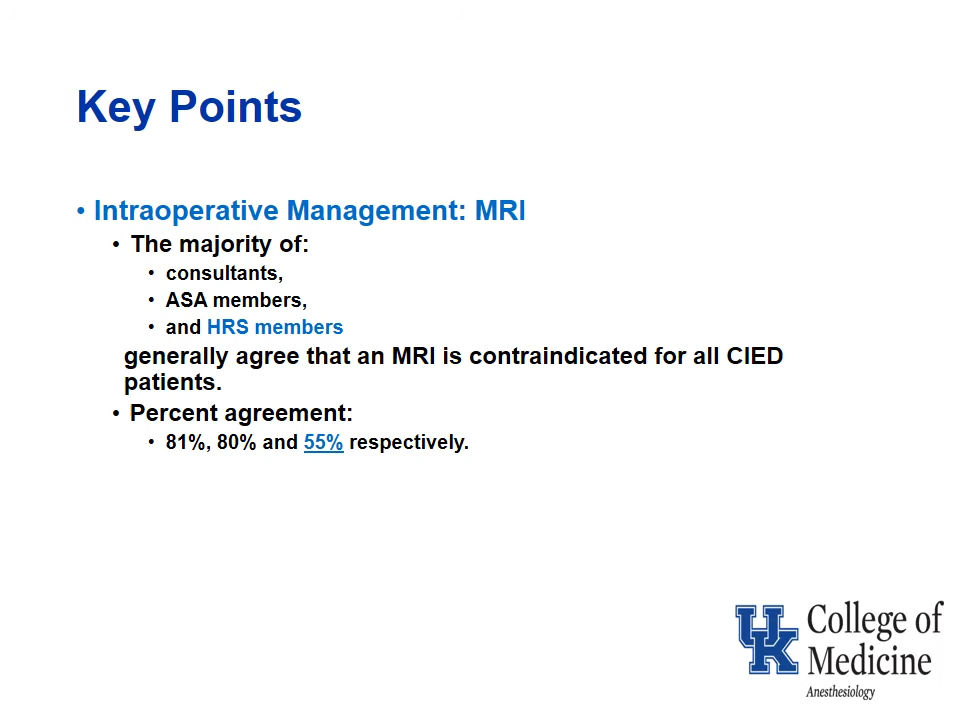 Key Points
• Intraoperative Management: MRI
• The majority of:
• consultants,
• ASA members,
• and HRS members
generally agree that an MRI is contraindicated for all CIED
patients.
• Percent agreement:
• 81%, 80% and 55% respectively.
UK
College of
Medicine
Anesthesiology